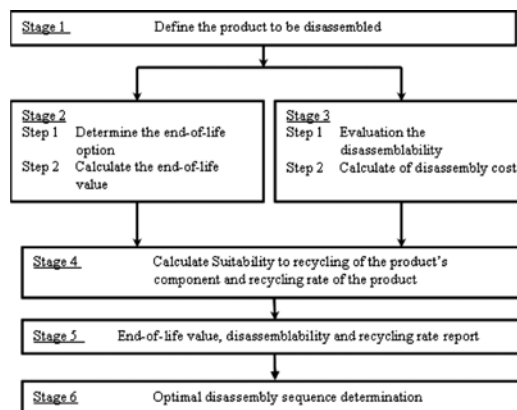 Stage 1 Define the product to be disassembled
Stage 2
Step 1 Determine the end-of-life
option
Step 2 Calculate the end-of-life
value
Stage 3
Step 1 Evaluation the
disassemblability
Step 2 Calculate of disassembly cost
Stage 4 Calculate Suitability to recycling of the product's
component and recycling rate of the product
Stage 5 End-of-life value, disassemblability and recycling rate report
Stage 6 Optimal disassembly sequence determination